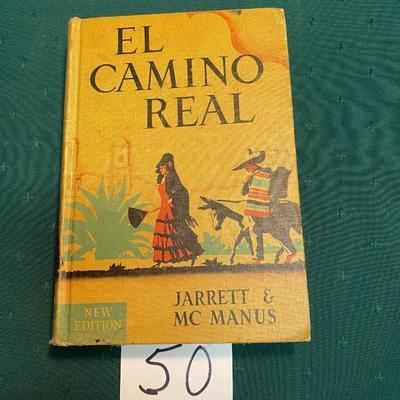 EL
CAMINO
REAL
JARRETT &
MC MANUS
NEW
EDITION
50